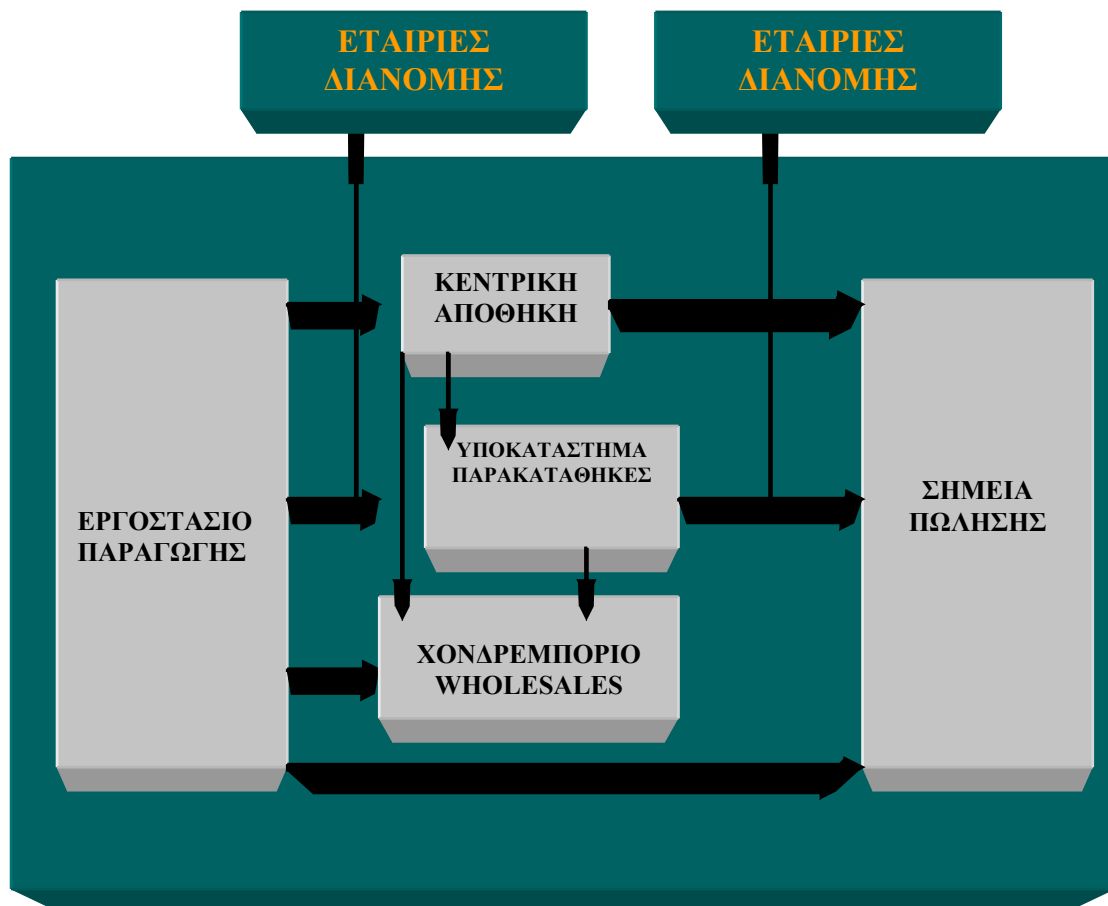 ΕΤΑΙΡΙΕΣ
ΔΙΑΝΟΜΗΣ
ΕΤΑΙΡΙΕΣ
ΔΙΑΝΟΜΗΣ
ΚΕΝΤΡΙΚΗ
ΑΠΟΘΗΚΗ
ΥΠΟΚΑΤΑΣΤΗΜΑ
ΠΑΡΑΚΑΤΑΘΗΚΕΣ
ΕΡΓΟΣΤΑΣΙΟ
ΠΑΡΑΓΩΓΗΣ
ΣΗΜΕΙΑ
ΠΩΛΗΣΗΣ
ΧΟΝΔΡΕΜΠΟΡΙΟ
WHOLESALES